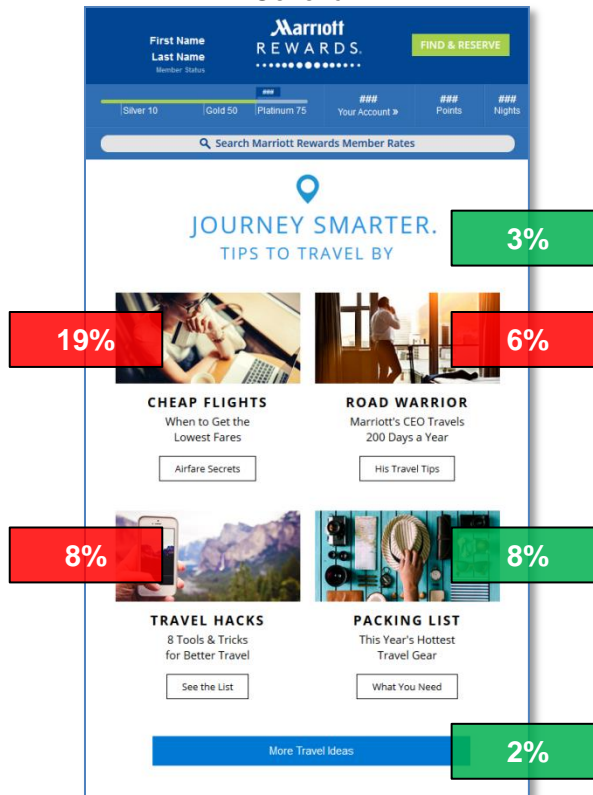 First Name
Last Name
Member Status
Marriott
REWARDS.
FIND & RESERVE
###
Silver 10
Gold 50
Platinum 75
###
Your Account »
###
Points
###
Nights
Search Marriott Rewards Member Rates
JOURNEY SMARTER.
TIPS TO TRAVEL BY
3%
19%
6%
CHEAP FLIGHTS
When to Get the
Lowest Fares
Airfare Secrets
ROAD WARRIOR
Marriott's CEO Travels
200 Days a Year
His Travel Tips
8%
8%
TRAVEL HACKS
8 Tools & Tricks
for Better Travel
See the List
PACKING LIST
This Year's Hottest
Travel Gear
What You Need
More Travel Ideas
2%